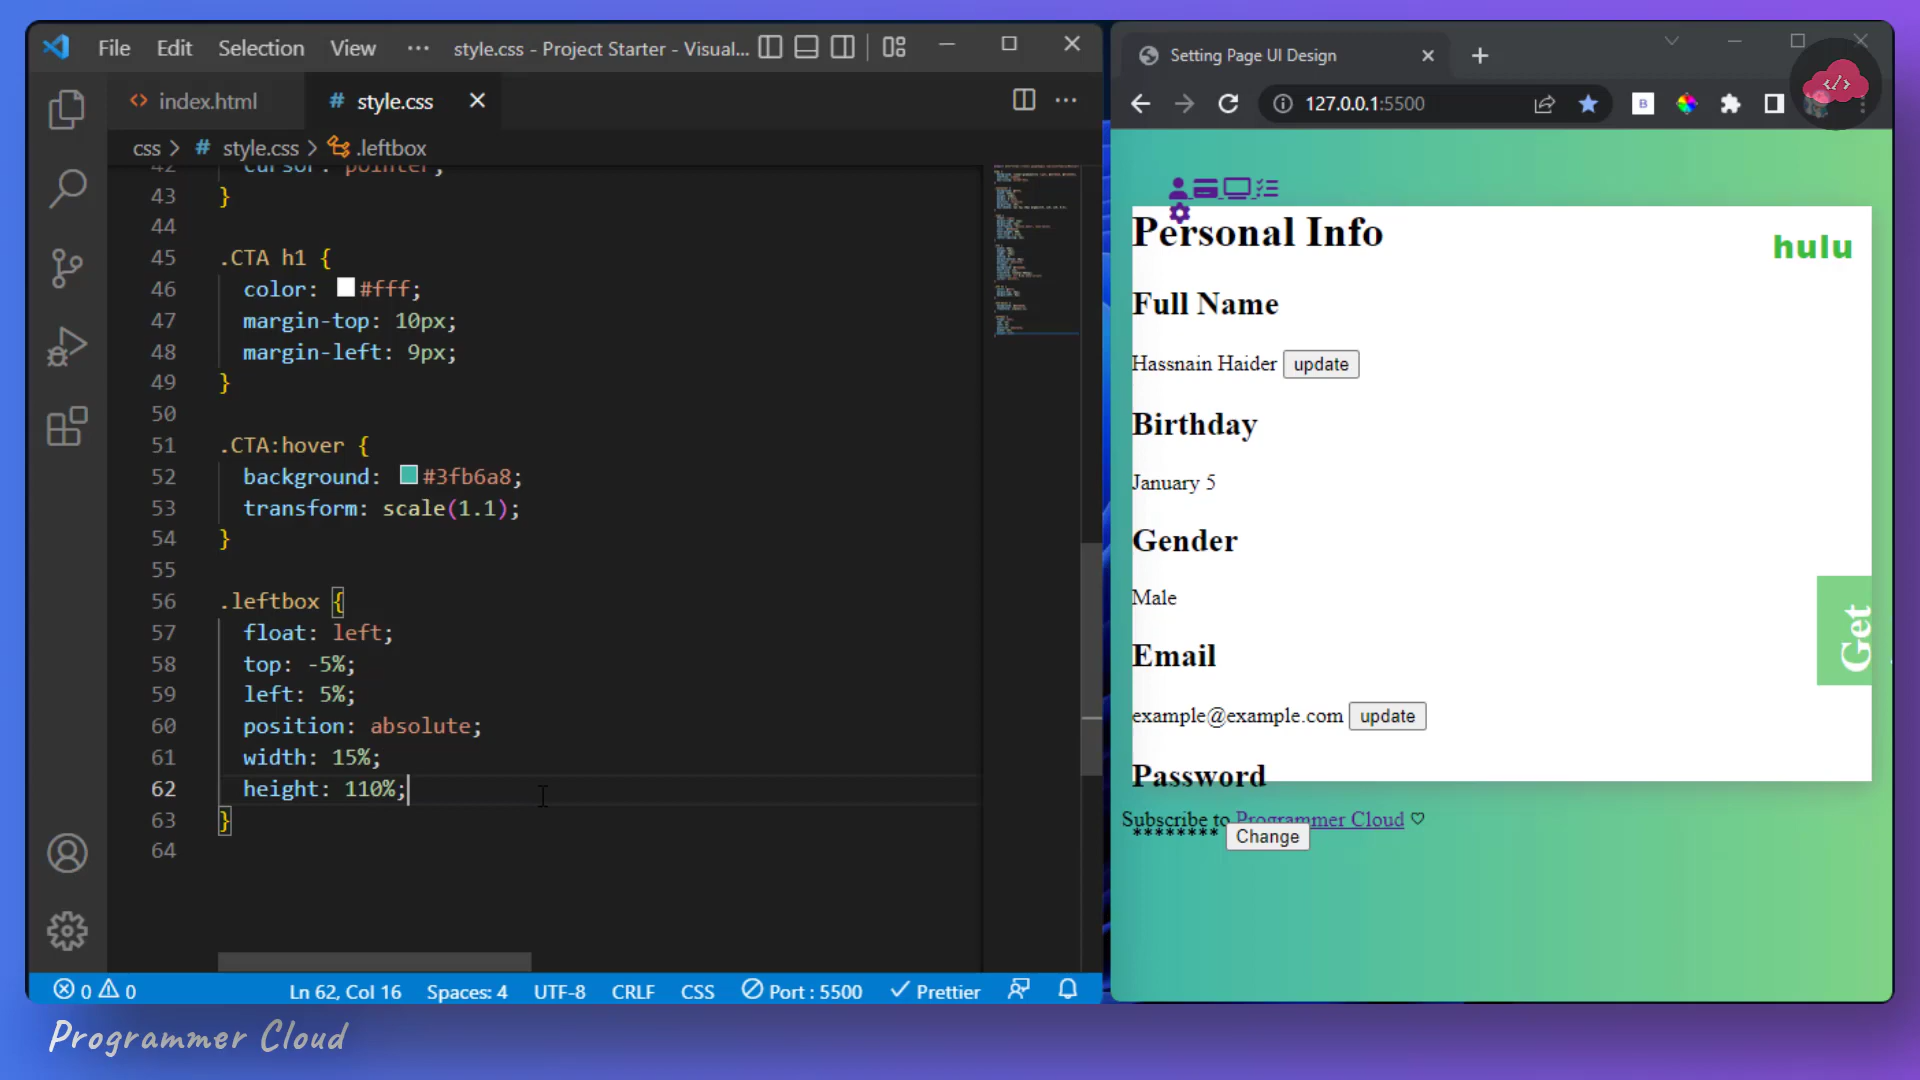 File Edit Selection View ··· style.css - Project Starter - Visual...
index.html
# style.css
css > # style.css > .leftbox
42 cursor: pointer;
43 }
44
45 .CTA h1 {
46 color: #fff;
47 margin-top: 10px;
48 margin-left: 9px;
49 }
50
51 .CTA:hover {
52 background: #3fb6a8;
53 transform: scale(1.1);
54 }
55
56 .leftbox {
57 float: left;
58 top: -5%;
59 left: 5%;
60 position: absolute;
61 width: 15%;
62 height: 110%;
63 }
64
0 0 Ln 62, Col 16 Spaces: 4 UTF-8 CRLF CSS Port : 5500 Prettier
Setting Page UI Design
127.0.0.1:5500
B
</>
Personal Info
hulu
Full Name
Hassnain Haider update
Birthday
January 5
Gender
Male
Get
Email
example@example.com update
Password
Subscribe to Programmer Cloud ♡
******** Change
Programmer Cloud